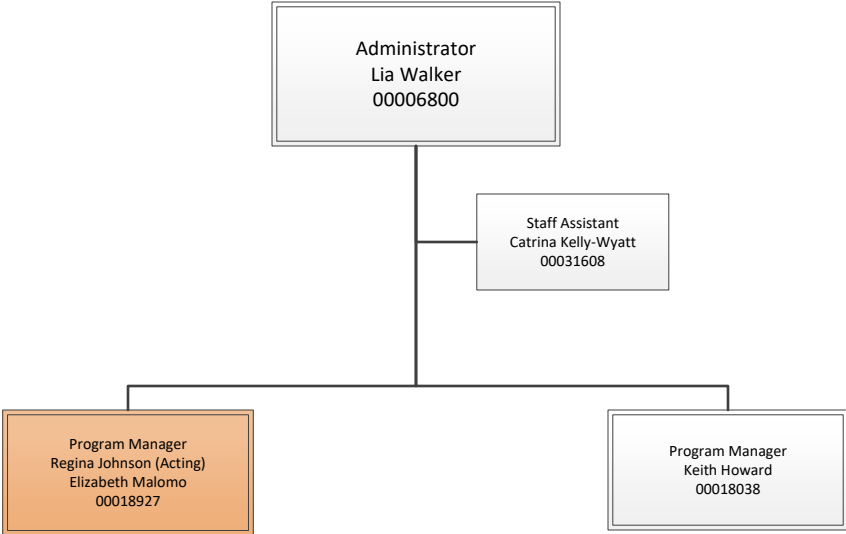 Administrator
Lia Walker
00006800
Staff Assistant
Catrina Kelly-Wyatt
00031608
Program Manager
Regina Johnson (Acting)
Elizabeth Malomo
00018927
Program Manager
Keith Howard
00018038